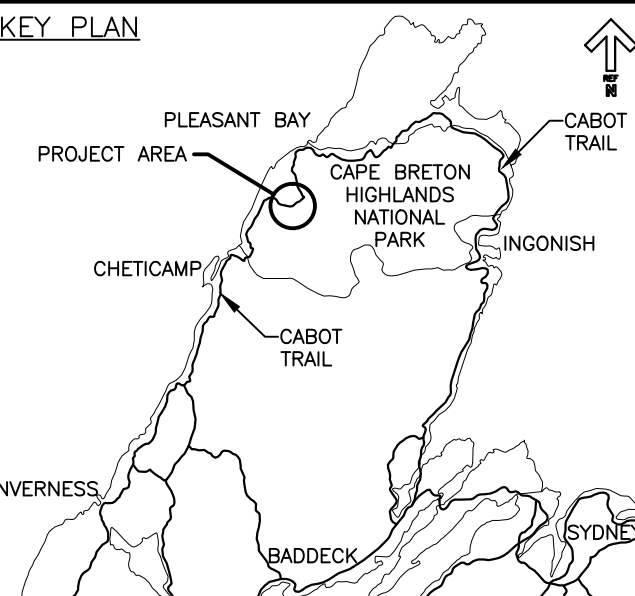 KEY PLAN
REF
N
PLEASANT BAY
CABOT
TRAIL
PROJECT AREA
CAPE BRETON
HIGHLANDS
NATIONAL
PARK
INGONISH
CHETICAMP
CABOT
TRAIL
NVERNESS
SYDNEY
BADDECK